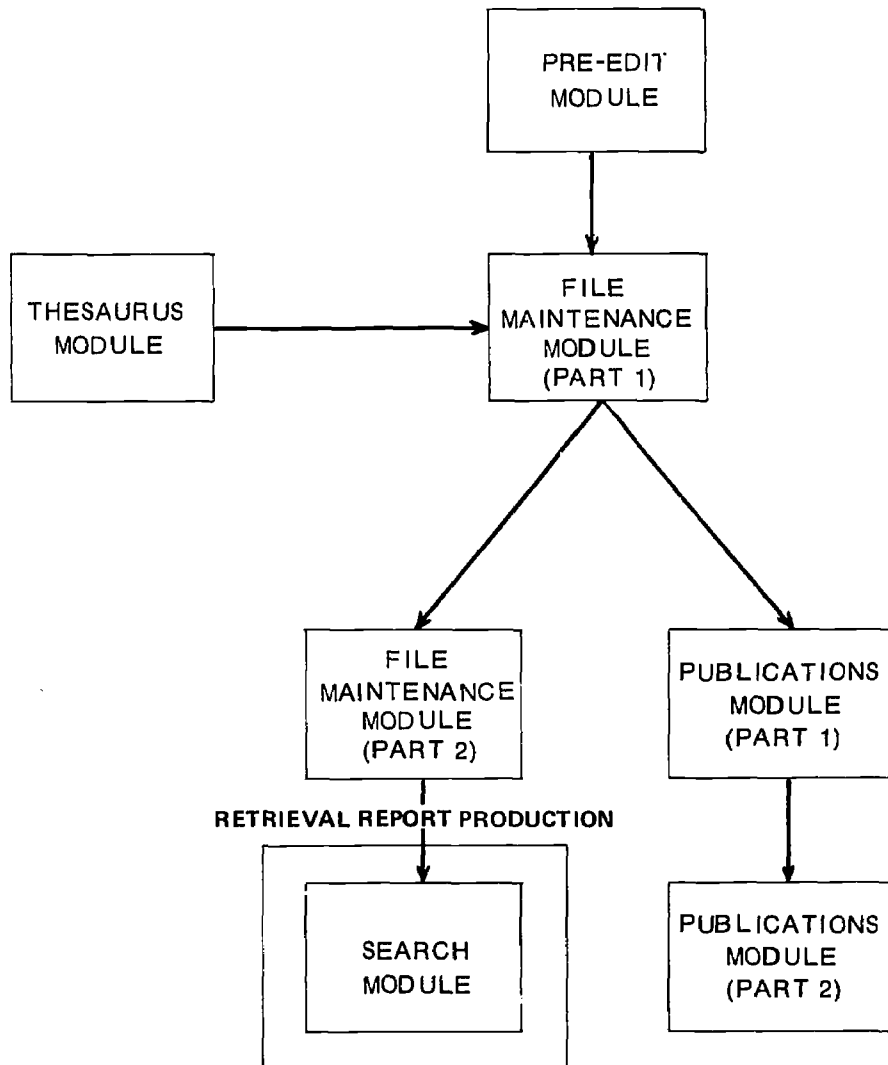 PRE-EDIT
MODULE
THESAURUS
MODULE
FILE
MAINTENANCE
MODULE
(PART 1)
FILE
MAINTENANCE
MODULE
(PART 2)
PUBLICATIONS
MODULE
(PART 1)
RETRIEVAL REPORT PRODUCTION
SEARCH
MODULE
PUBLICATIONS
MODULE
(PART 2)